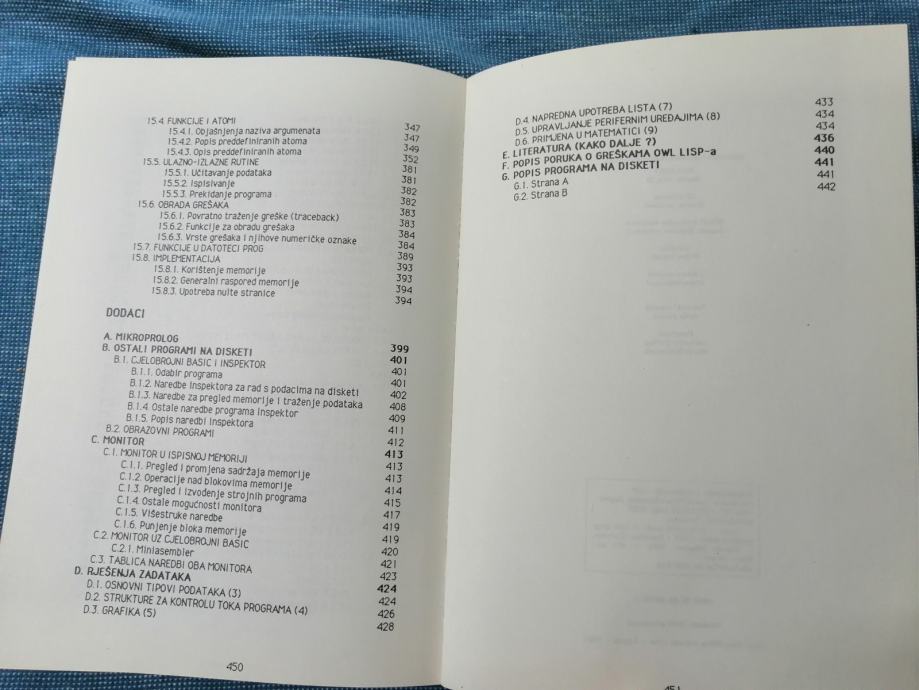 15.4. FUNKCIJE I ATOMI 347
15.4.1. Objašnjenja naziva argumenata 347
15.4.2. Popis preddefiniranih atoma 349
15.4.3. Opis preddefiniranih atoma 352
15.5. ULAZNO-IZLAZNE RUTINE 381
15.5.1. Učitavanje podataka 381
15.5.2. Ispisivanje 382
15.5.3. Prekidanje programa 382
15.6. OBRADA GREŠAKA 383
15.6.1. Povratno traženje greške (traceback) 383
15.6.2. Funkcije za obradu grešaka 384
15.6.3. Vrste grešaka i njihove numeričke oznake 384
15.7. FUNKCIJE U DATOTECI PROG 389
15.8. IMPLEMENTACIJA 393
15.8.1. Korištenje memorije 393
15.8.2. Generalni raspored memorije 394
15.8.3. Upotreba nulte stranice 394
DODACI
A. MIKROPROLOG 399
B. OSTALI PROGRAMI NA DISKETI 401
B.1. CJELOBROJNI BASIC I INSPEKTOR 401
B.1.1. Odabir programa 401
B.1.2. Naredbe Inspektora za rad s podacima na disketi 402
B.1.3. Naredbe za pregled memorije i traženje podataka 408
B.1.4. Ostale naredbe programa Inspektor 409
B.1.5. Popis naredbi Inspektora 411
B.2. OBRAZOVNI PROGRAMI 412
C. MONITOR 413
C.1. MONITOR U ISPISNOJ MEMORIJI 413
C.1.1. Pregled i promjena sadržaja memorije 413
C.1.2. Operacije nad blokovima memorije 414
C.1.3. Pregled i izvođenje strojnih programa 415
C.1.4. Ostale mogućnosti monitora 417
C.1.5. Višestruke naredbe 419
C.1.6. Punjenje bloka memorije 419
C.2. MONITOR UZ CJELOBROJNI BASIC 420
C.2.1. Miniasembler 421
C.3. TABLICA NAREDBI OBA MONITORA 423
D. RJEŠENJA ZADATAKA 424
D.1. OSNOVNI TIPOVI PODATAKA (3) 424
D.2. STRUKTURE ZA KONTROLU TOKA PROGRAMA (4) 426
D.3. GRAFIKA (5) 428
450
D.4. NAPREDNA UPOTREBA LISTA (7) 433
D.5. UPRAVLJANJE PERIFERNIM UREĐAJIMA (8) 434
D.6. PRIMJENA U MATEMATICI (9) 434
E. LITERATURA (KAKO DALJE ?) 436
F. POPIS PORUKA O GREŠKAMA OWL LISP-a 440
G. POPIS PROGRAMA NA DISKETI 441
G.1. Strana A 441
G.2. Strana B 442